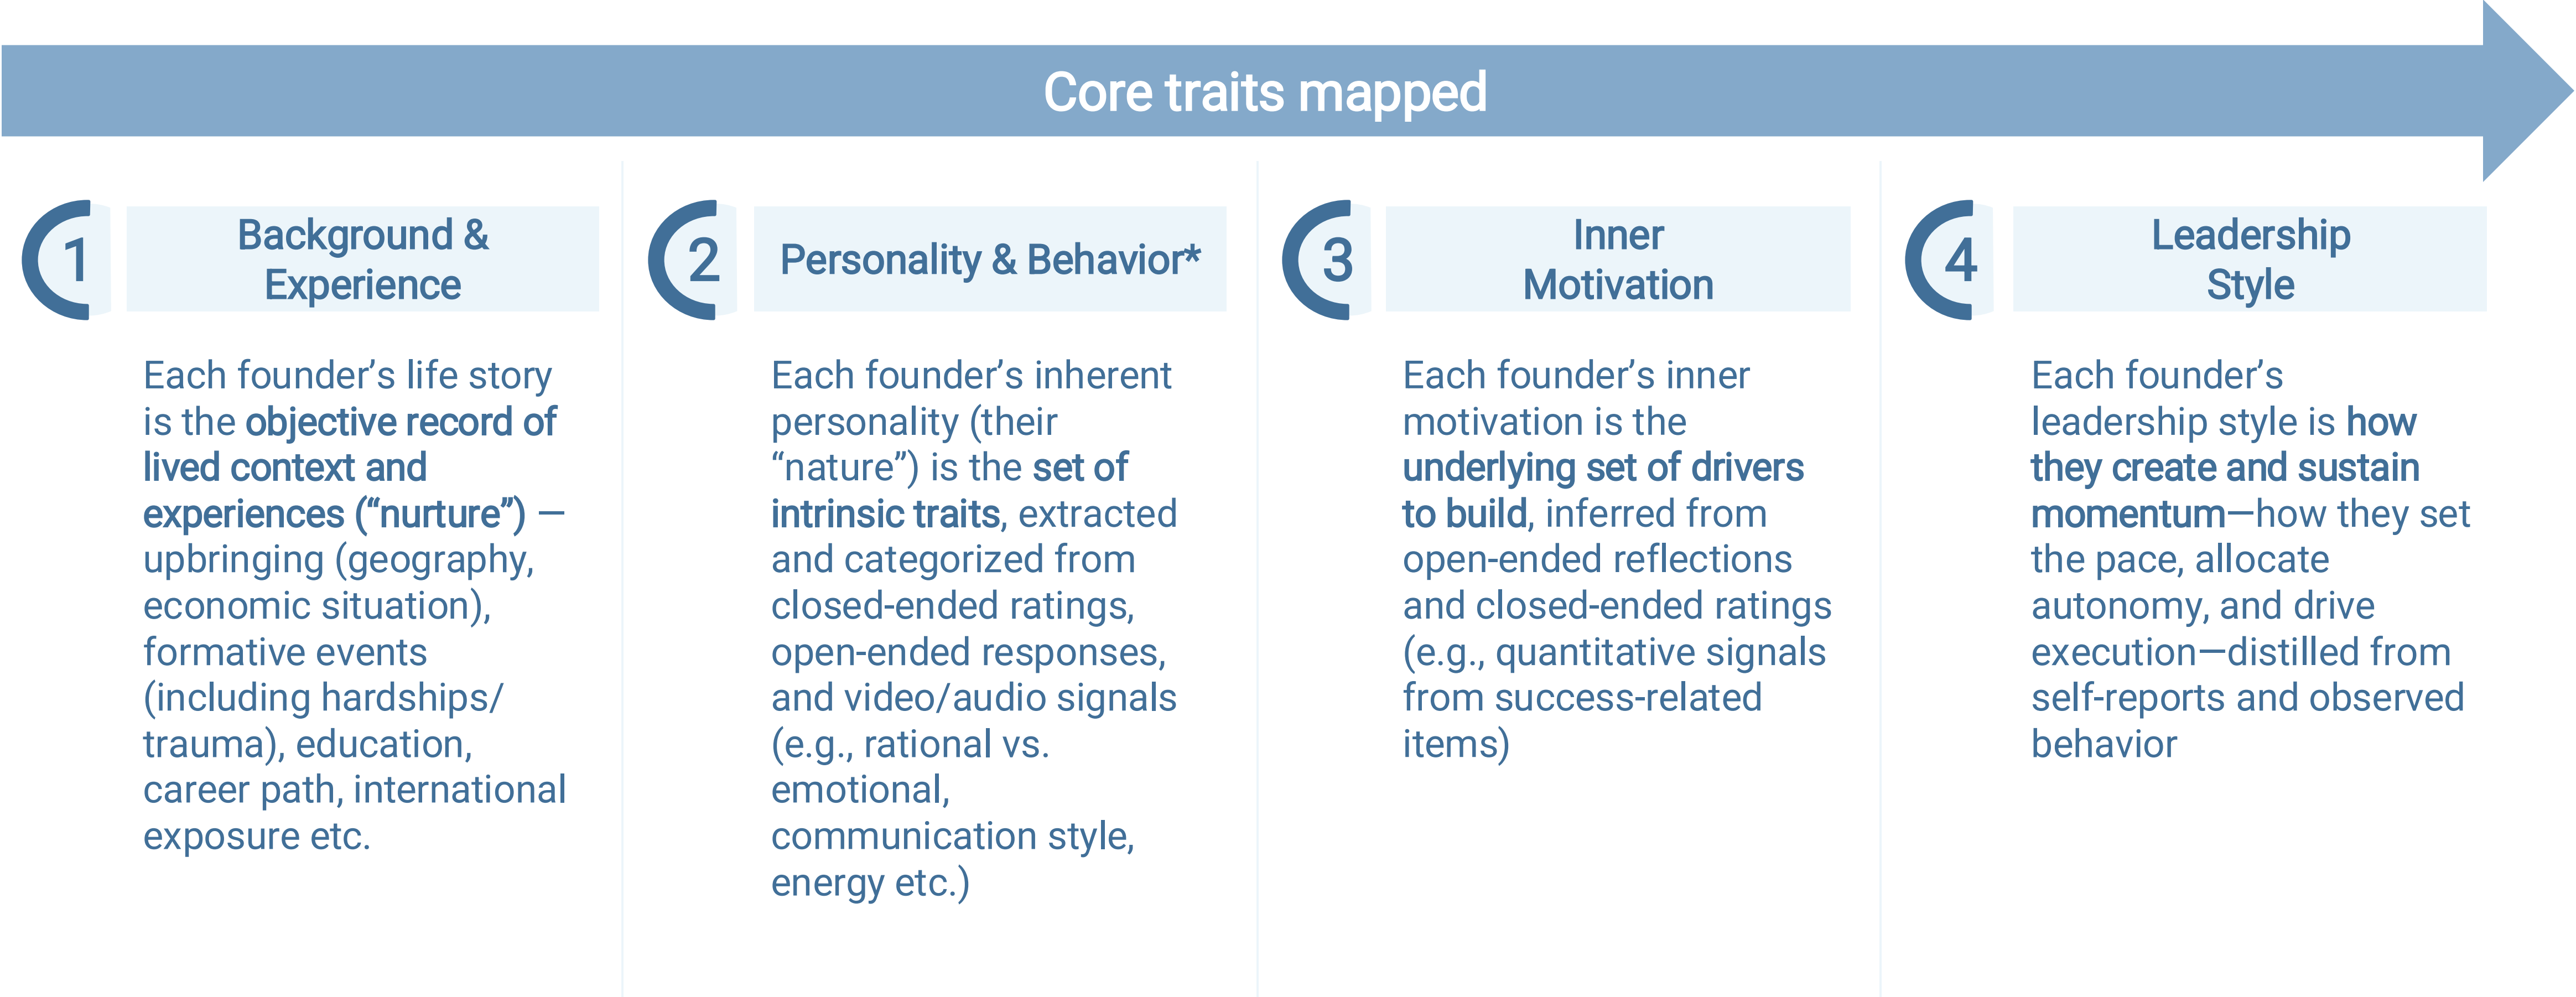 Core traits mapped
1
Background &
Experience
Each founder’s life story
is the objective record of
lived context and
experiences (“nurture”) —
upbringing (geography,
economic situation),
formative events
(including hardships/
trauma), education,
career path, international
exposure etc.
2
Personality & Behavior*
Each founder’s inherent
personality (their
“nature”) is the set of
intrinsic traits, extracted
and categorized from
closed-ended ratings,
open-ended responses,
and video/audio signals
(e.g., rational vs.
emotional,
communication style,
energy etc.)
3
Inner
Motivation
Each founder’s inner
motivation is the
underlying set of drivers
to build, inferred from
open-ended reflections
and closed-ended ratings
(e.g., quantitative signals
from success-related
items)
4
Leadership
Style
Each founder’s
leadership style is how
they create and sustain
momentum—how they set
the pace, allocate
autonomy, and drive
execution—distilled from
self-reports and observed
behavior